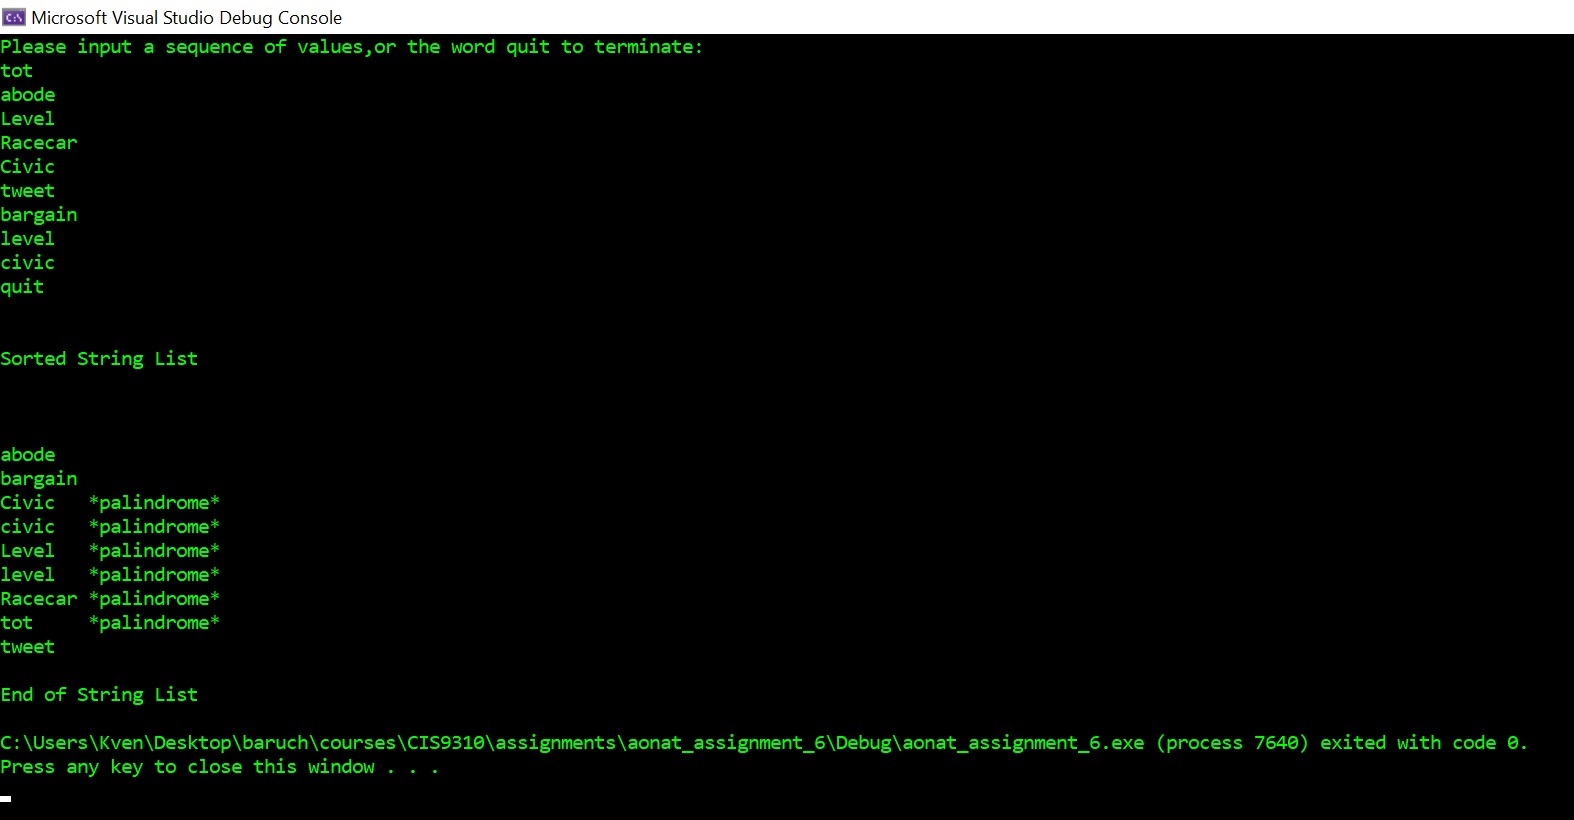 Microsoft Visual Studio Debug Console
Please input a sequence of values,or the word quit to terminate:
tot
abode
Level
Racecar
Civic
tweet
bargain
level
civic
quit
Sorted String List
abode
bargain
Civic   *palindrome*
civic   *palindrome*
Level   *palindrome*
level   *palindrome*
Racecar *palindrome*
tot     *palindrome*
tweet
End of String List
C:\Users\Kven\Desktop\baruch\courses\CIS9310\assignments\aonat_assignment_6\Debug\aonat_assignment_6.exe (process 7640) exited with code 0.
Press any key to close this window . . .